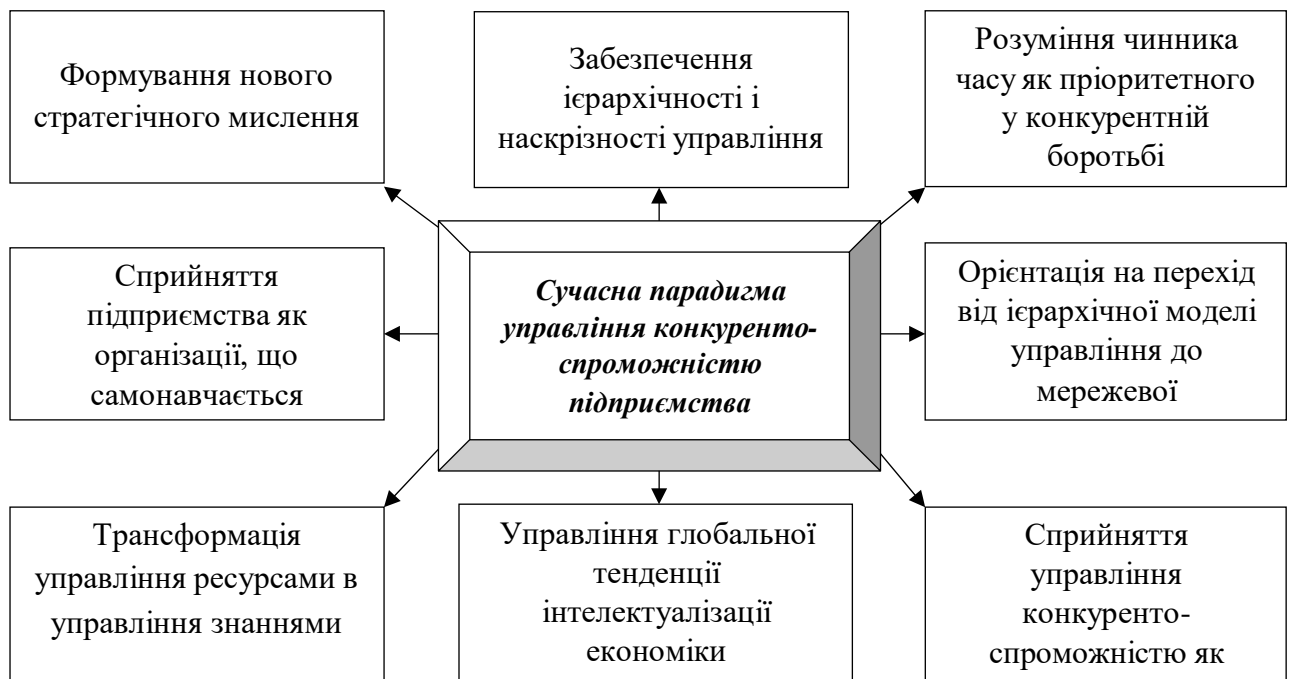 Формування нового
стратегічного мислення
Забезпечення
ієрархічності і
наскрізності управління
Розуміння чинника
часу як пріоритетного
у конкурентній
боротьбі
Сприйняття
підприємства як
організації, що
самонавчається
Сучасна парадигма
управління конкуренто-
спроможністю
підприємства
Орієнтація на перехід
від ієрархічної моделі
управління до
мережевої
Трансформація
управління ресурсами в
управління знаннями
Управління глобальної
тенденції
інтелектуалізації
економіки
Сприйняття
управління
конкуренто-
спроможністю як